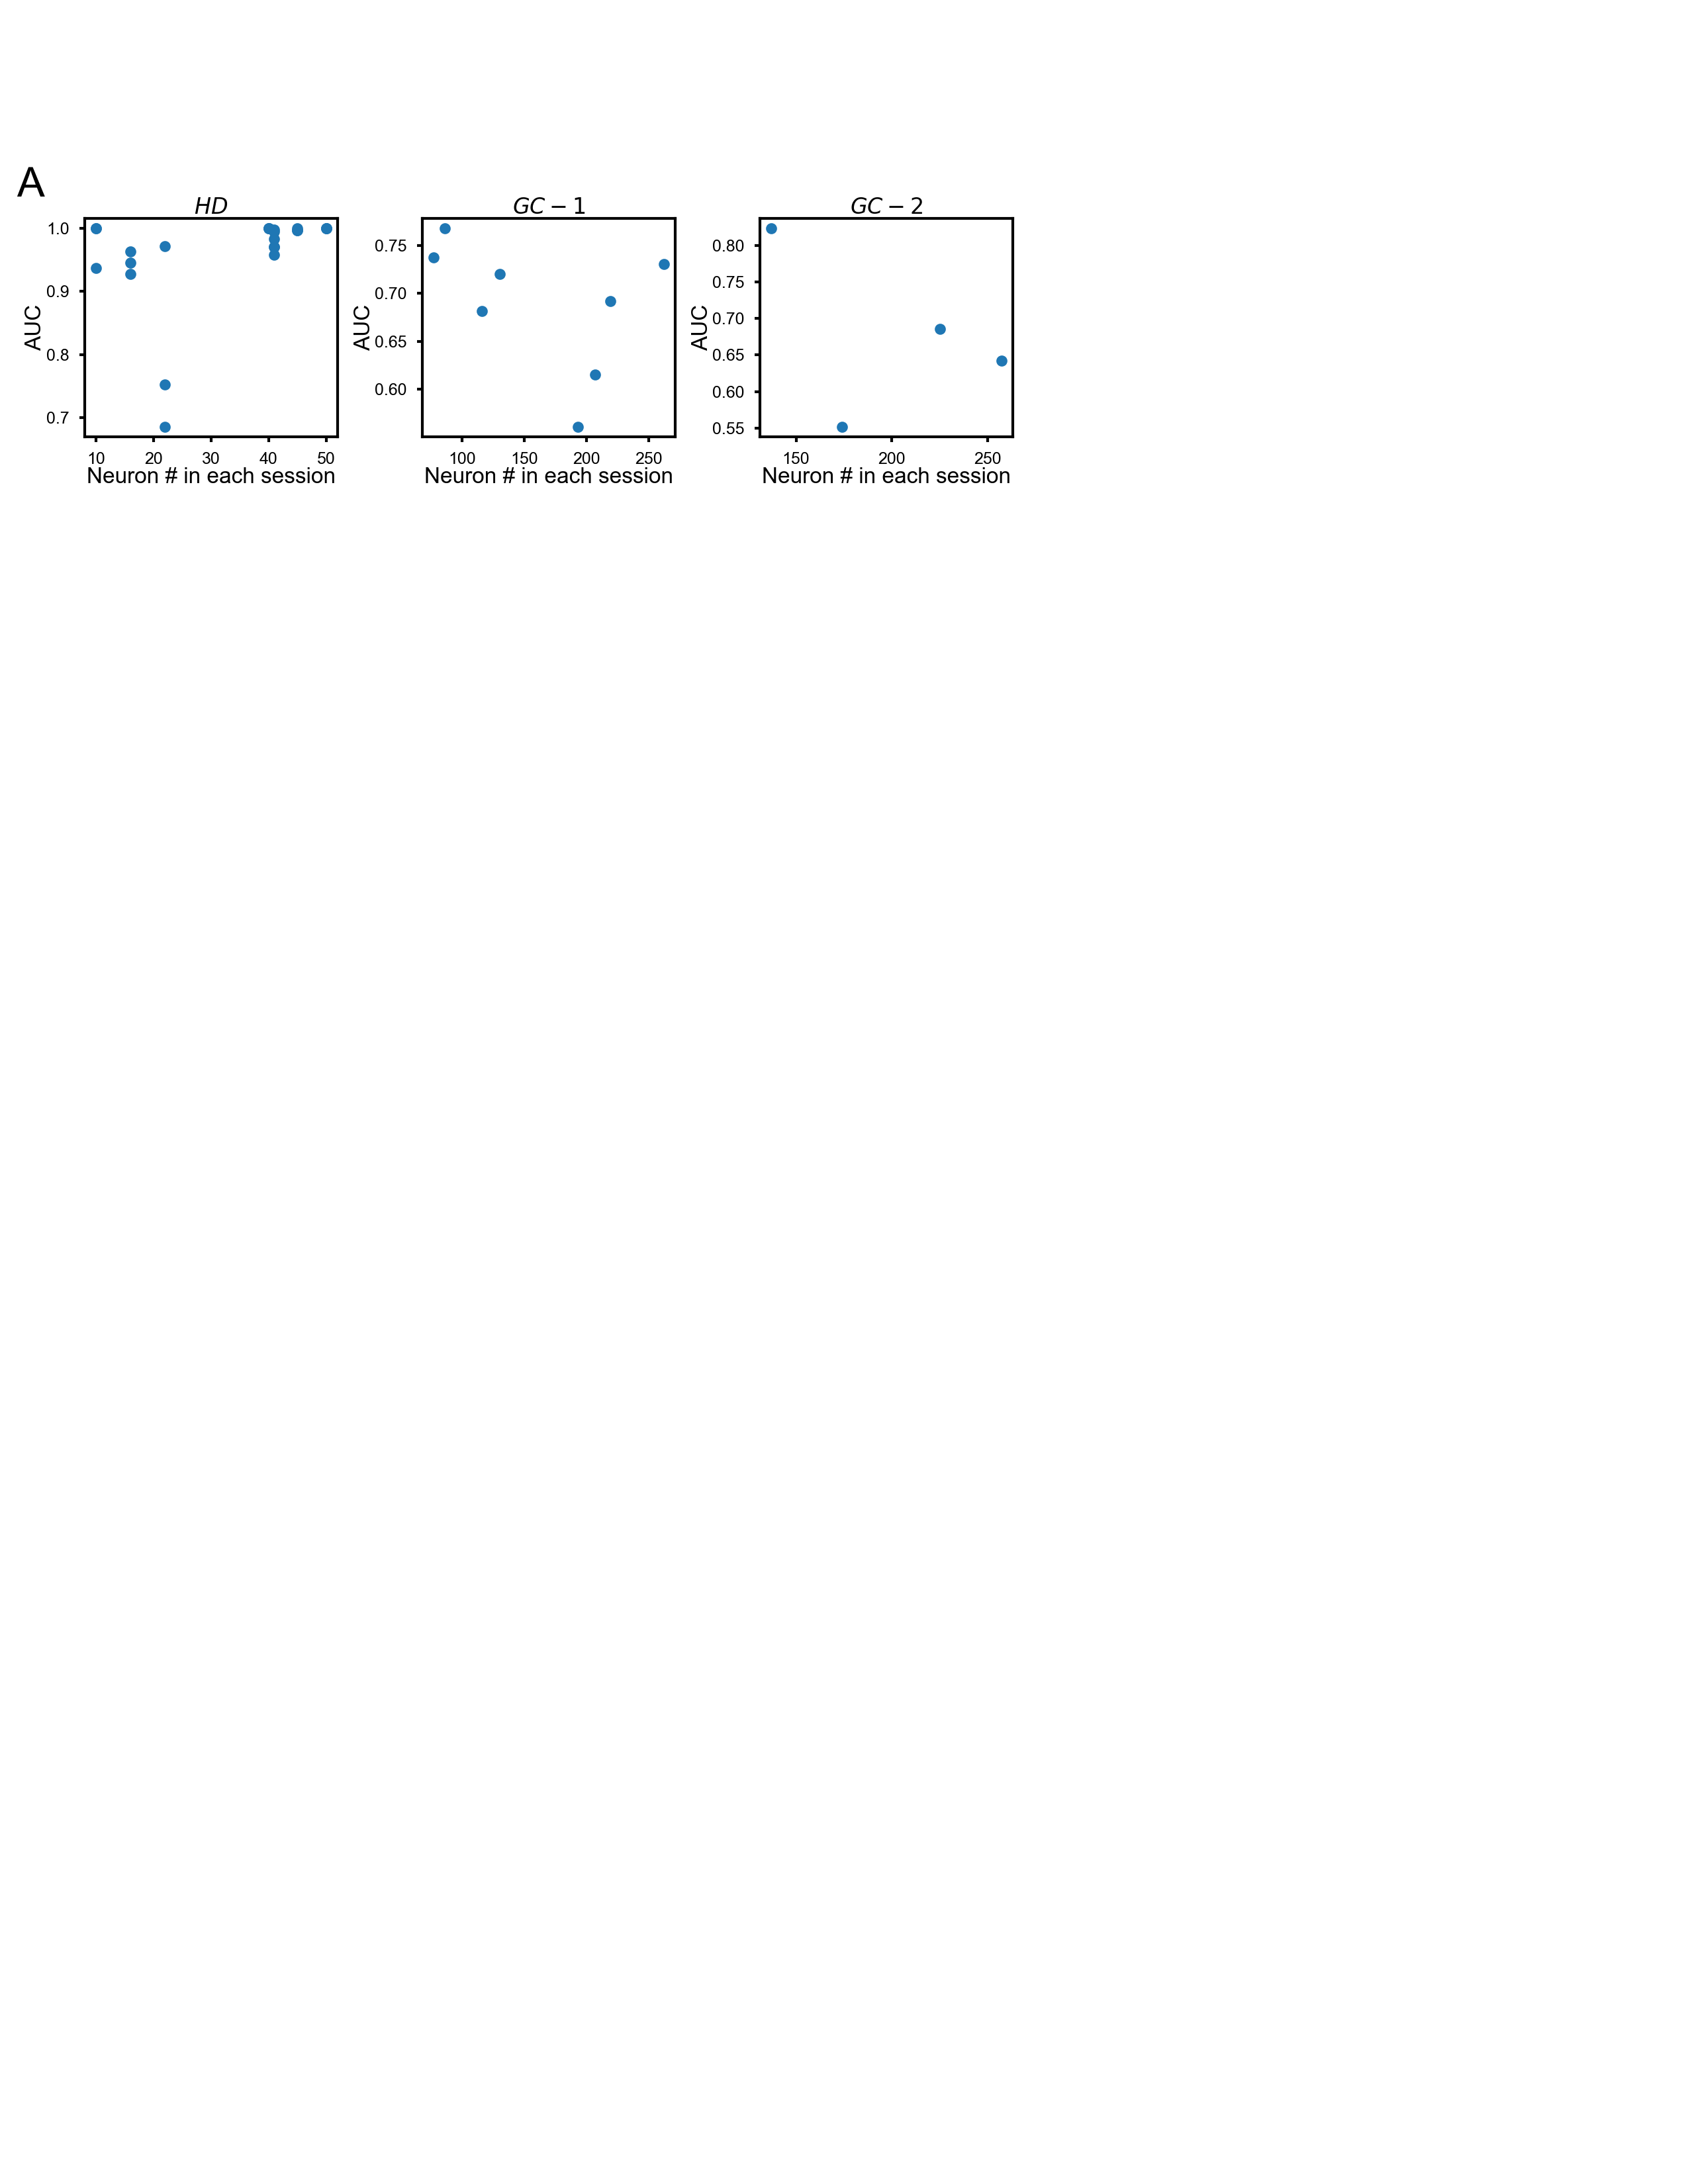 A
HD
GC − 1
GC − 2
AUC
1.0
0.9
0.8
0.7
10 20 30 40 50
Neuron # in each session
AUC
0.75
0.70
0.65
0.60
100 150 200 250
Neuron # in each session
AUC
0.80
0.75
0.70
0.65
0.60
0.55
150 200 250
Neuron # in each session